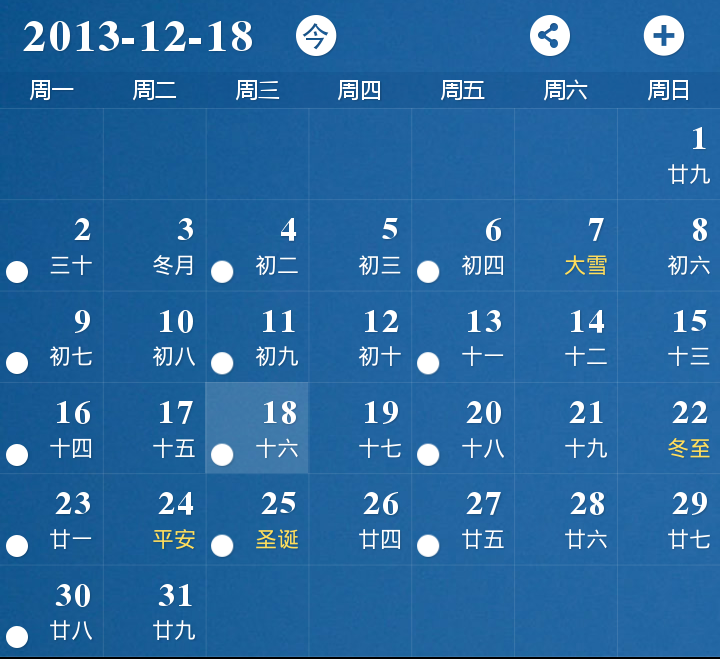 2013-12-18 今
周一 周二 周三 周四 周五 周六 周日
1
廿九
2 3 4 5 6 7 8
三十 冬月 初二 初三 初四 大雪 初六
9 10 11 12 13 14 15
初七 初八 初九 初十 十一 十二 十三
16 17 18 19 20 21 22
十四 十五 十六 十七 十八 十九 冬至
23 24 25 26 27 28 29
廿一 平安 圣诞 廿四 廿五 廿六 廿七
30 31
廿八 廿九